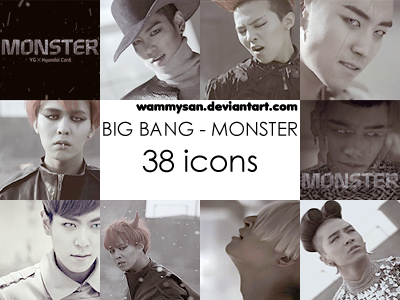 MONSTER
YG X Hyundai Card
wammysan.deviantart.com
BIG BANG - MONSTER
38 icons
MONSTER